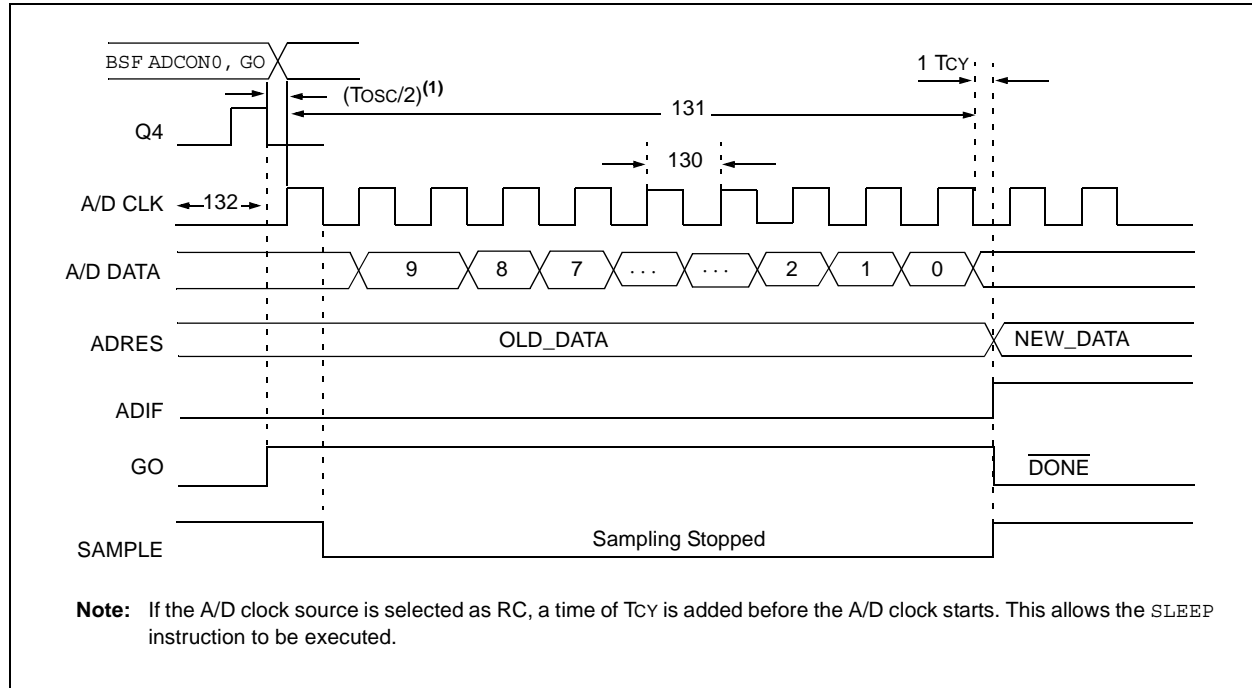 BSF ADCON0, GO
1 TCY
(TOSC/2)(1)
131
Q4
130
A/D CLK
132
A/D DATA
9 8 7 . . . . . . 2 1 0
ADRES
OLD_DATA
NEW_DATA
ADIF
GO
DONE
SAMPLE
Sampling Stopped
Note: If the A/D clock source is selected as RC, a time of TCY is added before the A/D clock starts. This allows the SLEEP
instruction to be executed.